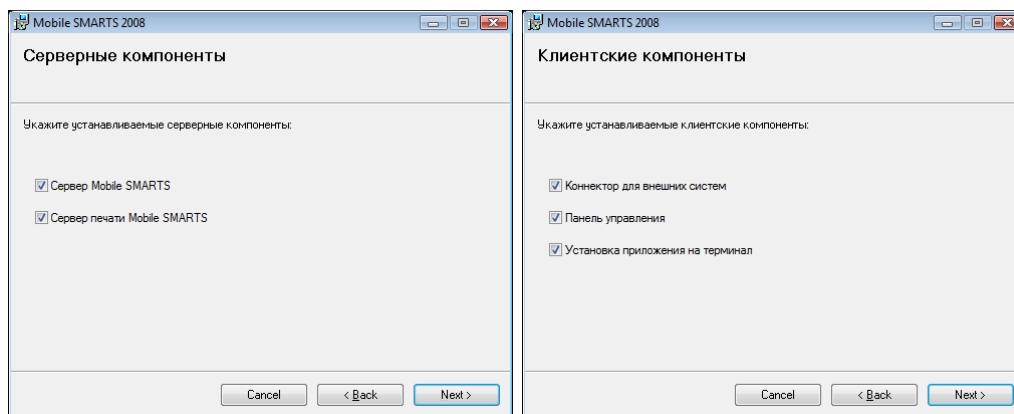 Mobile SMARTS 2008
Серверные компоненты
Укажите устанавливаемые серверные компоненты:
Сервер Mobile SMARTS
Сервер печати Mobile SMARTS
Cancel
< Back
Next >
Mobile SMARTS 2008
Клиентские компоненты
Укажите устанавливаемые клиентские компоненты:
Коннектор для внешних систем
Панель управления
Установка приложения на терминал
Cancel
< Back
Next >